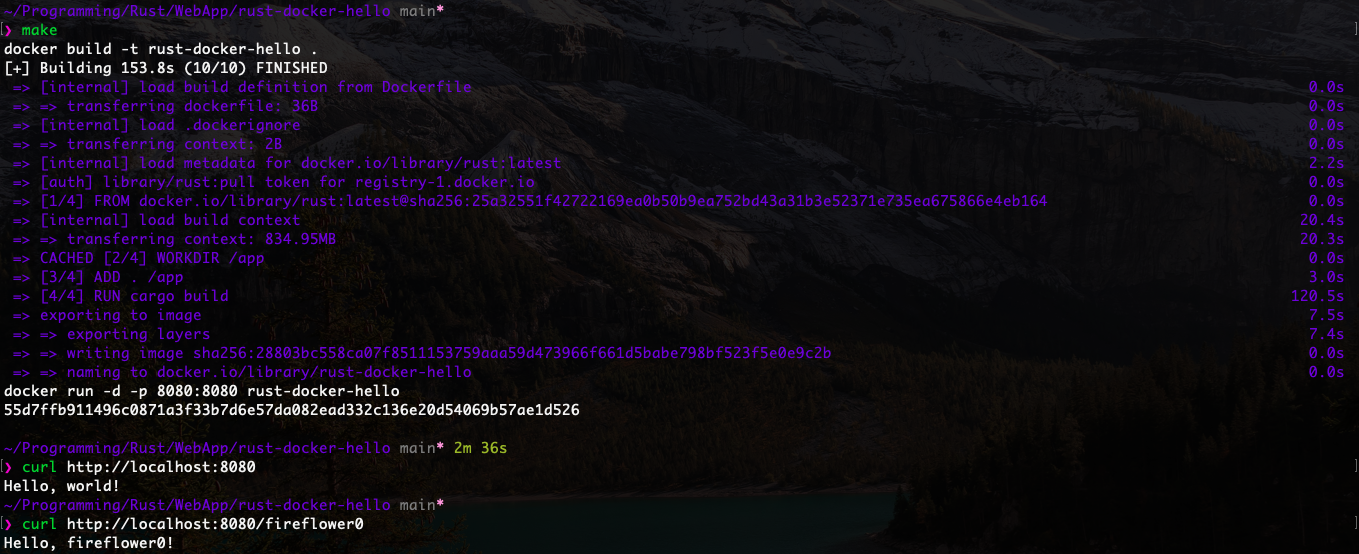 ~/Programming/Rust/WebApp/rust-docker-hello main*
❯ make
docker build -t rust-docker-hello .
[+] Building 153.8s (10/10) FINISHED
=> [internal] load build definition from Dockerfile 0.0s
=> => transferring dockerfile: 36B 0.0s
=> [internal] load .dockerignore 0.0s
=> => transferring context: 2B 0.0s
=> [internal] load metadata for docker.io/library/rust:latest 2.2s
=> [auth] library/rust:pull token for registry-1.docker.io 0.0s
=> [1/4] FROM docker.io/library/rust:latest@sha256:25a32551f42722169ea0b50b9ea752bd43a31b3e52371e735ea675866e4eb164 0.0s
=> [internal] load build context 20.4s
=> => transferring context: 834.95MB 20.3s
=> CACHED [2/4] WORKDIR /app 0.0s
=> [3/4] ADD . /app 3.0s
=> [4/4] RUN cargo build 120.5s
=> exporting to image 7.5s
=> => exporting layers 7.4s
=> => writing image sha256:28803bc558ca07f8511153759aaa59d473966f661d5babe798bf523f5e0e9c2b 0.0s
=> => naming to docker.io/library/rust-docker-hello 0.0s
docker run -d -p 8080:8080 rust-docker-hello
55d7ffb911496c0871a3f33b7d6e57da082ead332c136e20d54069b57ae1d526
~/Programming/Rust/WebApp/rust-docker-hello main* 2m 36s
❯ curl http://localhost:8080
Hello, world!
~/Programming/Rust/WebApp/rust-docker-hello main*
❯ curl http://localhost:8080/fireflower0
Hello, fireflower0!